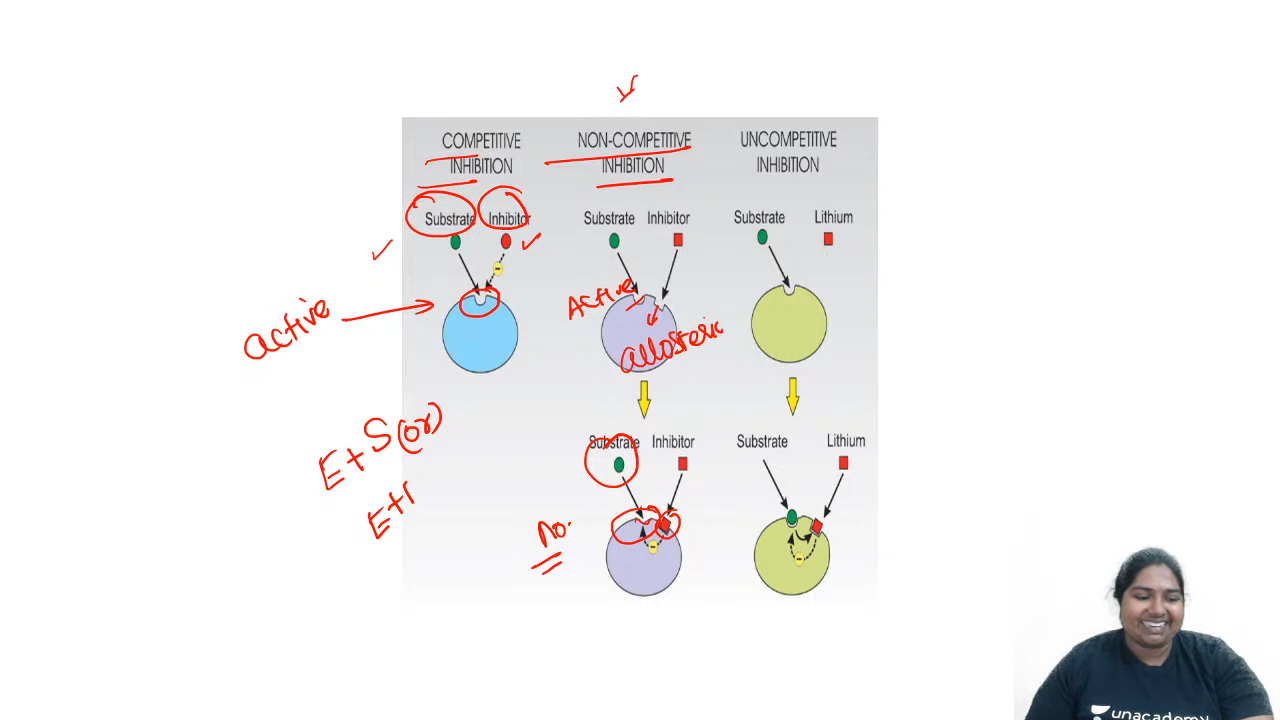 COMPETITIVE
INHIBITION
Substrate Inhibitor
active
E+S(or)
E+I
NON-COMPETITIVE
INHIBITION
Substrate Inhibitor
Active
allosteric
Substrate Inhibitor
no.
UNCOMPETITIVE
INHIBITION
Substrate Lithium
Substrate Lithium
unacademy